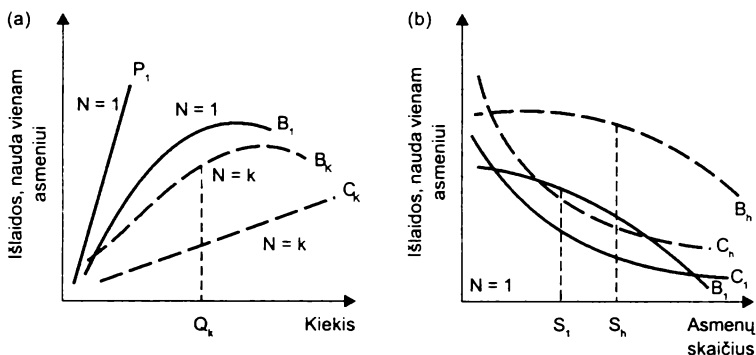 (a)
Išlaidos, nauda vienam
asmeniui
N = 1
P₁
N = 1
B₁
Bₖ
N = k
Cₖ
N = k
Qₖ
Kiekis
(b)
Išlaidos, nauda vienam
asmeniui
Bₕ
Cₕ
C₁
B₁
N = 1
S₁
Sₕ
Asmenų
skaičius